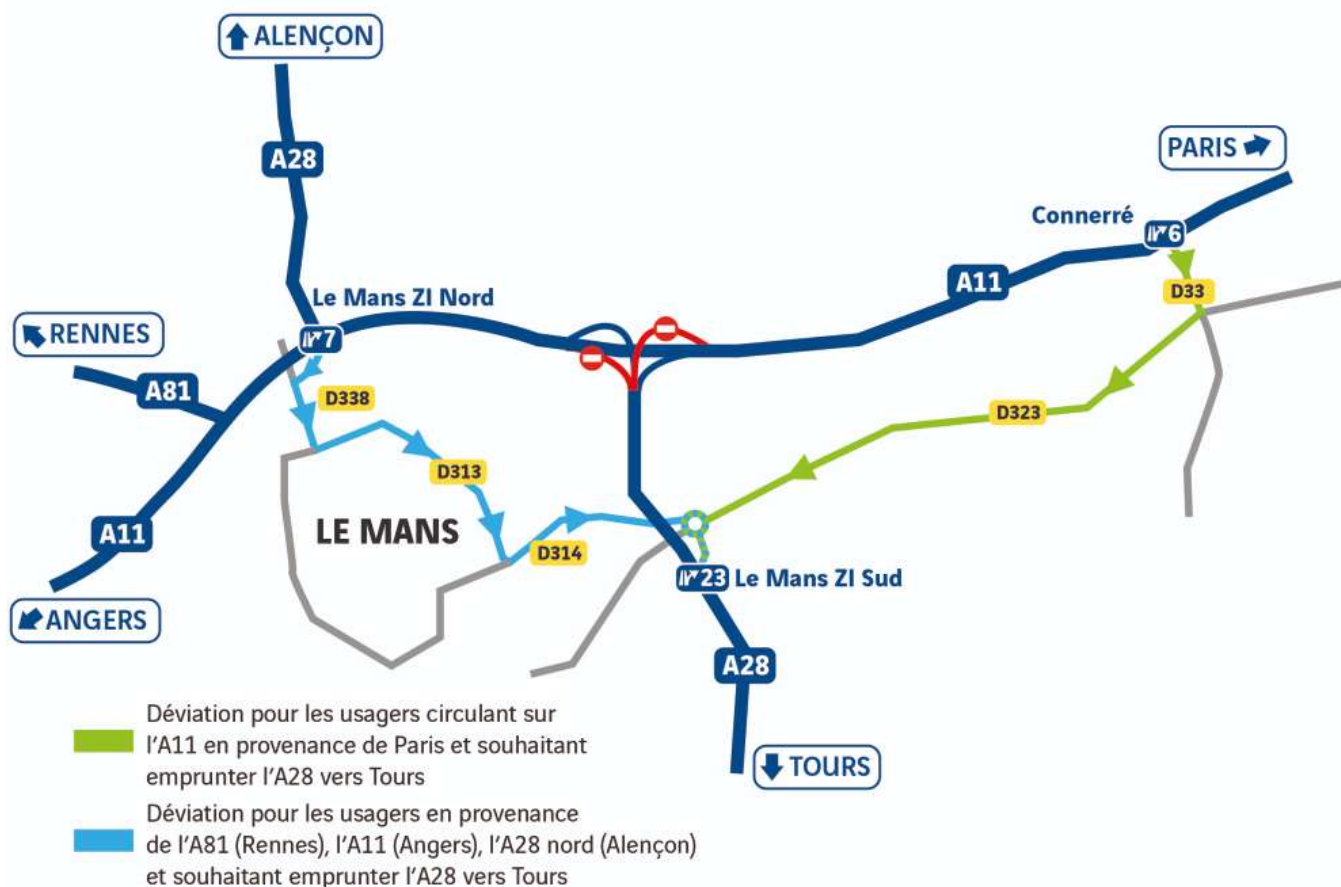 ALENÇON
A28
PARIS
Connerré
6
A11
D33
Le Mans ZI Nord
7
RENNES
A81
D338
D323
D313
A11
LE MANS
D314
23 Le Mans ZI Sud
ANGERS
A28
TOURS
Déviation pour les usagers circulant sur
l'A11 en provenance de Paris et souhaitant
emprunter l'A28 vers Tours
Déviation pour les usagers en provenance
de l'A81 (Rennes), l'A11 (Angers), l'A28 nord (Alençon)
et souhaitant emprunter l'A28 vers Tours